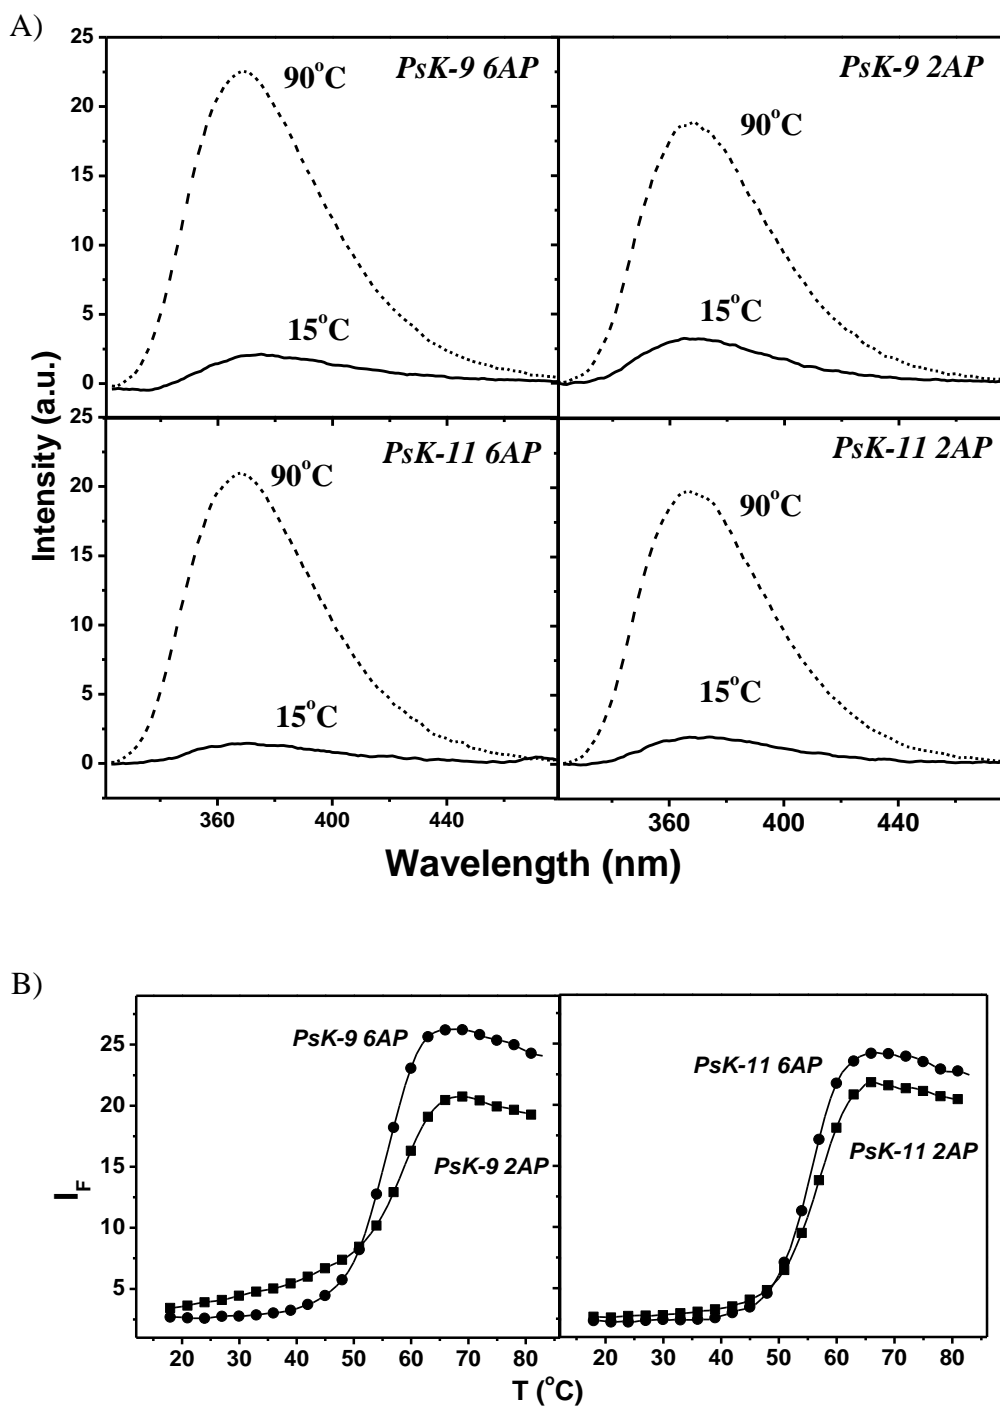 A)
25
20
15
10
5
0
PsK-9 6AP
90°C
15°C
PsK-9 2AP
90°C
15°C
25
20
15
10
5
0
PsK-11 6AP
90°C
15°C
PsK-11 2AP
90°C
15°C
Intensity (a.u.)
360 400 440 360 400 440
Wavelength (nm)
B)
25
20
15
10
5
I_F
PsK-9 6AP
PsK-9 2AP
PsK-11 6AP
PsK-11 2AP
20 30 40 50 60 70 80 20 30 40 50 60 70 80
T (°C)